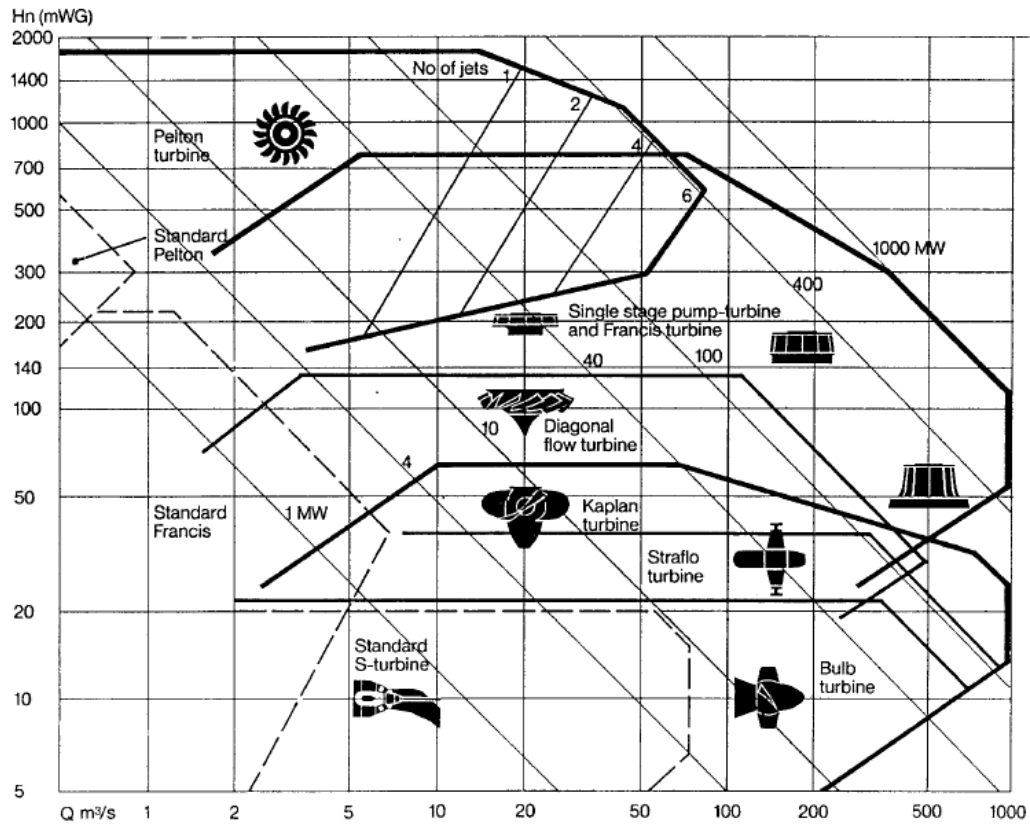 Hn (mWG)
2000
1400
1000
700
500
300
200
140
100
50
20
10
5
No of jets
1
2
4
6
Pelton
turbine
Standard
Pelton
1000 MW
400
Single stage pump-turbine
and Francis turbine
40
100
10
Diagonal
flow turbine
4
Kaplan
turbine
Standard
Francis
1 MW
Straflo
turbine
Standard
S-turbine
Bulb
turbine
Q m³/s
1
2
5
10
20
50
100
200
500
1000